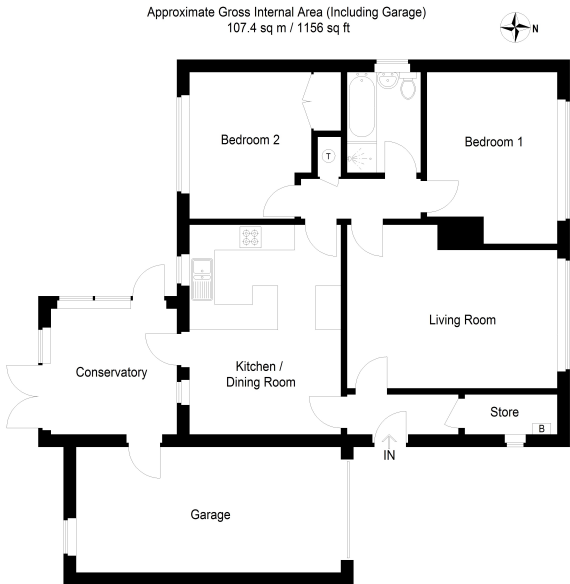 Approximate Gross Internal Area (Including Garage)
107.4 sq m / 1156 sq ft
N
Bedroom 2
T
Bedroom 1
Living Room
Conservatory
Kitchen /
Dining Room
Store
B
IN
Garage